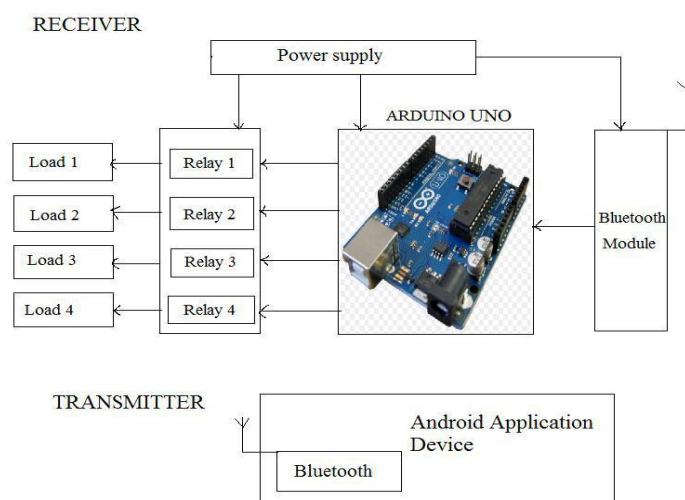 RECEIVER
Power supply
ARDUINO UNO
Load 1
Relay 1
Load 2
Relay 2
Bluetooth
Module
Load 3
Relay 3
Load 4
Relay 4
TRANSMITTER
Android Application
Device
Bluetooth